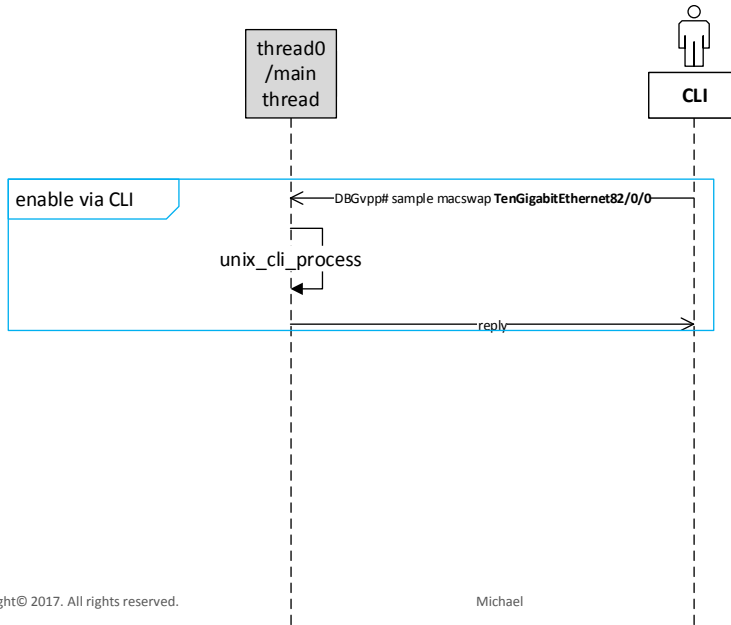 thread0
/main
thread
CLI
enable via CLI
DBGvpp# sample macswap TenGigabitEthernet82/0/0
unix_cli_process
reply
ght© 2017. All rights reserved.
Michael